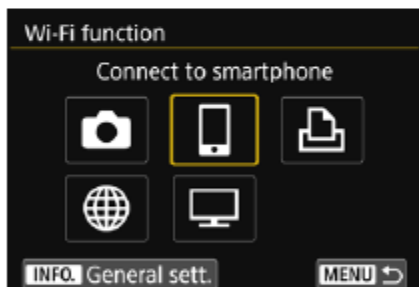 Wi-Fi function
Connect to smartphone
INFO. General sett.
MENU